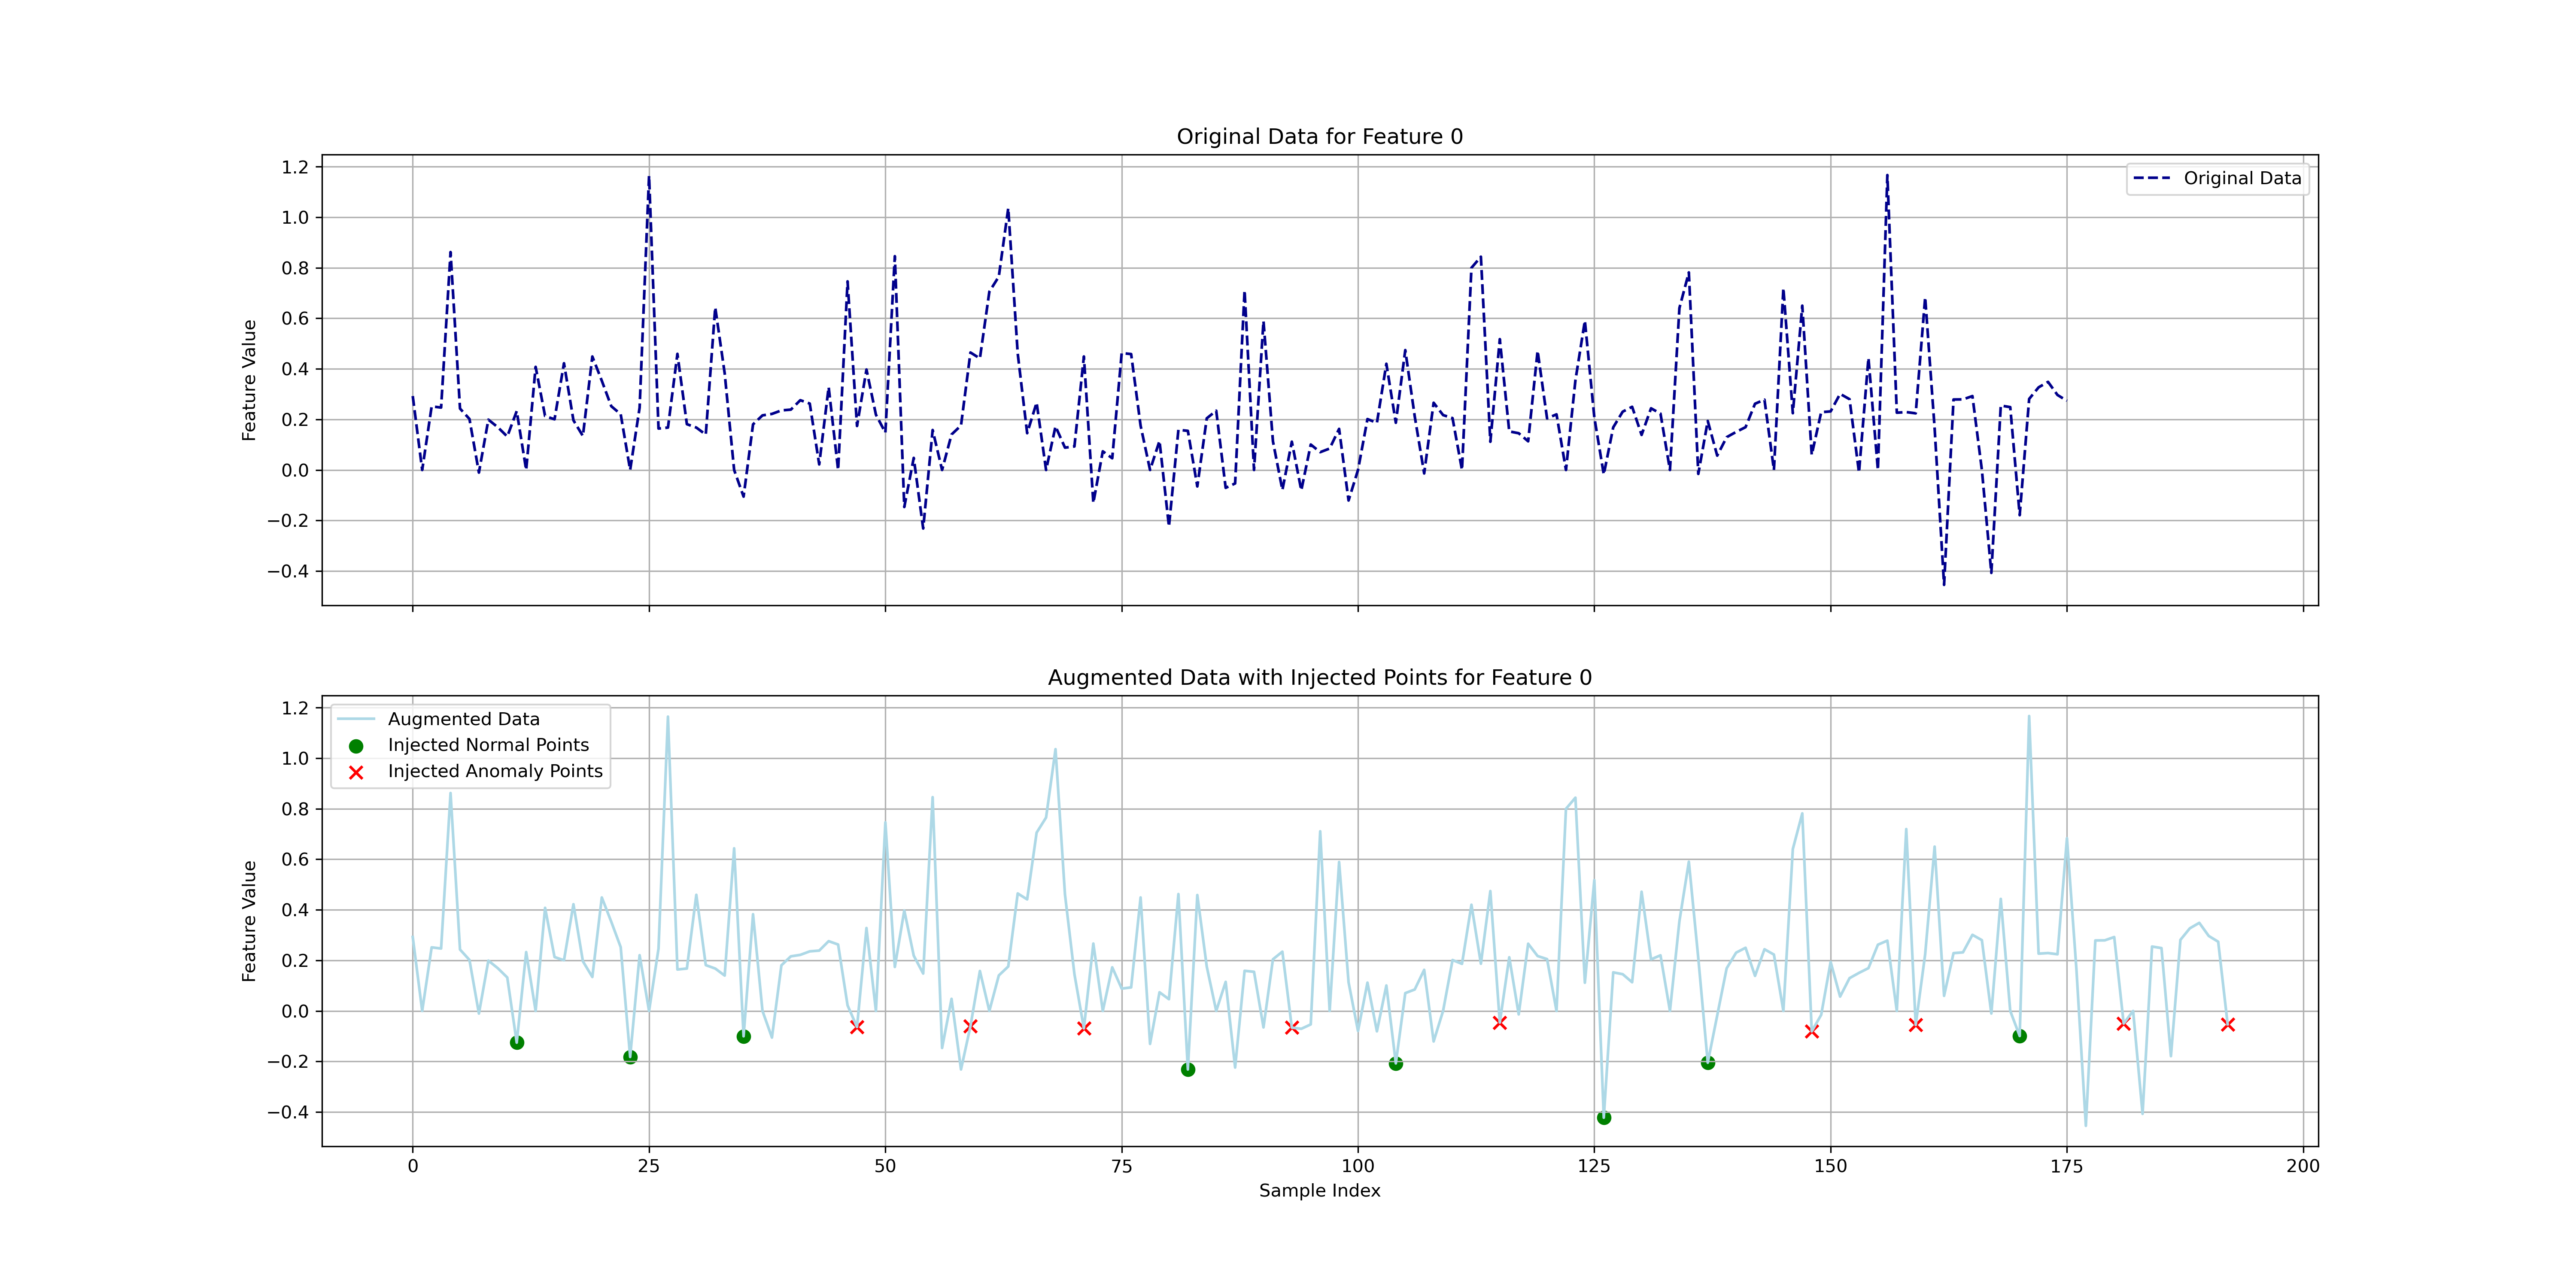 Original Data for Feature 0
1.2
1.0
0.8
0.6
0.4
0.2
0.0
−0.2
−0.4
Feature Value
Original Data
Augmented Data with Injected Points for Feature 0
1.2
1.0
0.8
0.6
0.4
0.2
0.0
−0.2
−0.4
Feature Value
Augmented Data
Injected Normal Points
Injected Anomaly Points
0 25 50 75 100 125 150 175 200
Sample Index